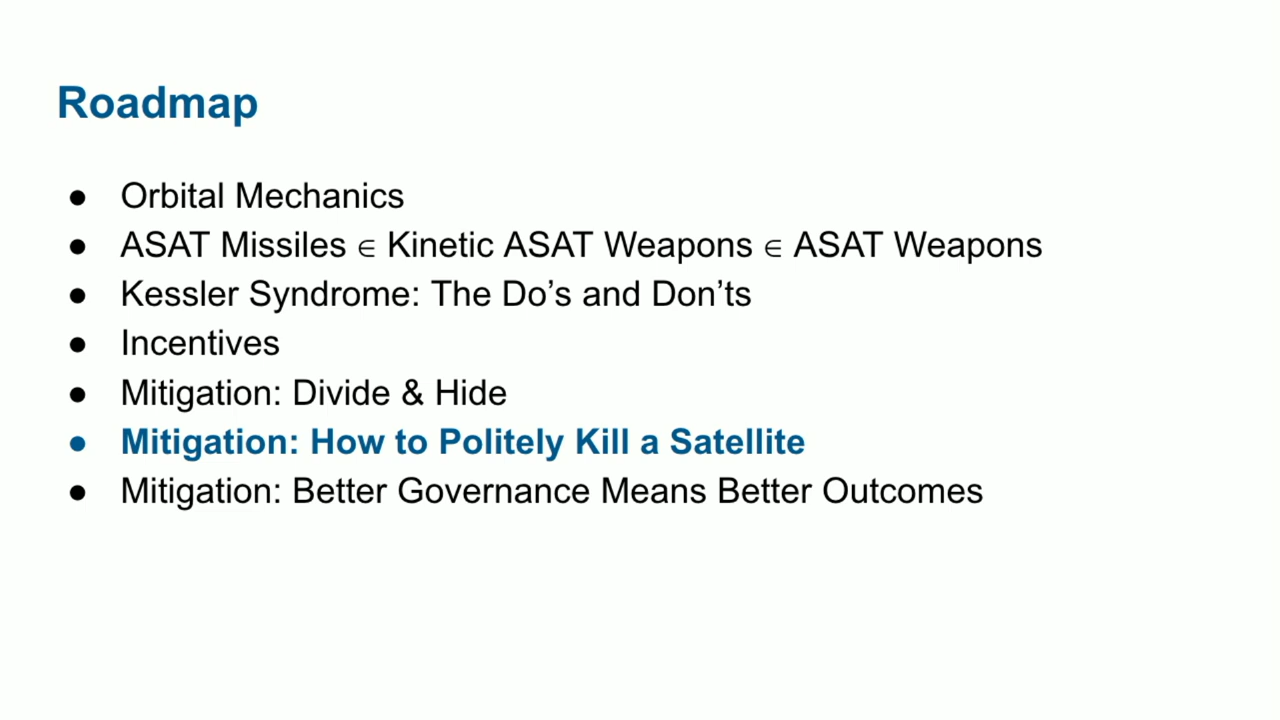 Roadmap
● Orbital Mechanics
● ASAT Missiles ∈ Kinetic ASAT Weapons ∈ ASAT Weapons
● Kessler Syndrome: The Do’s and Don’ts
● Incentives
● Mitigation: Divide & Hide
● Mitigation: How to Politely Kill a Satellite
● Mitigation: Better Governance Means Better Outcomes